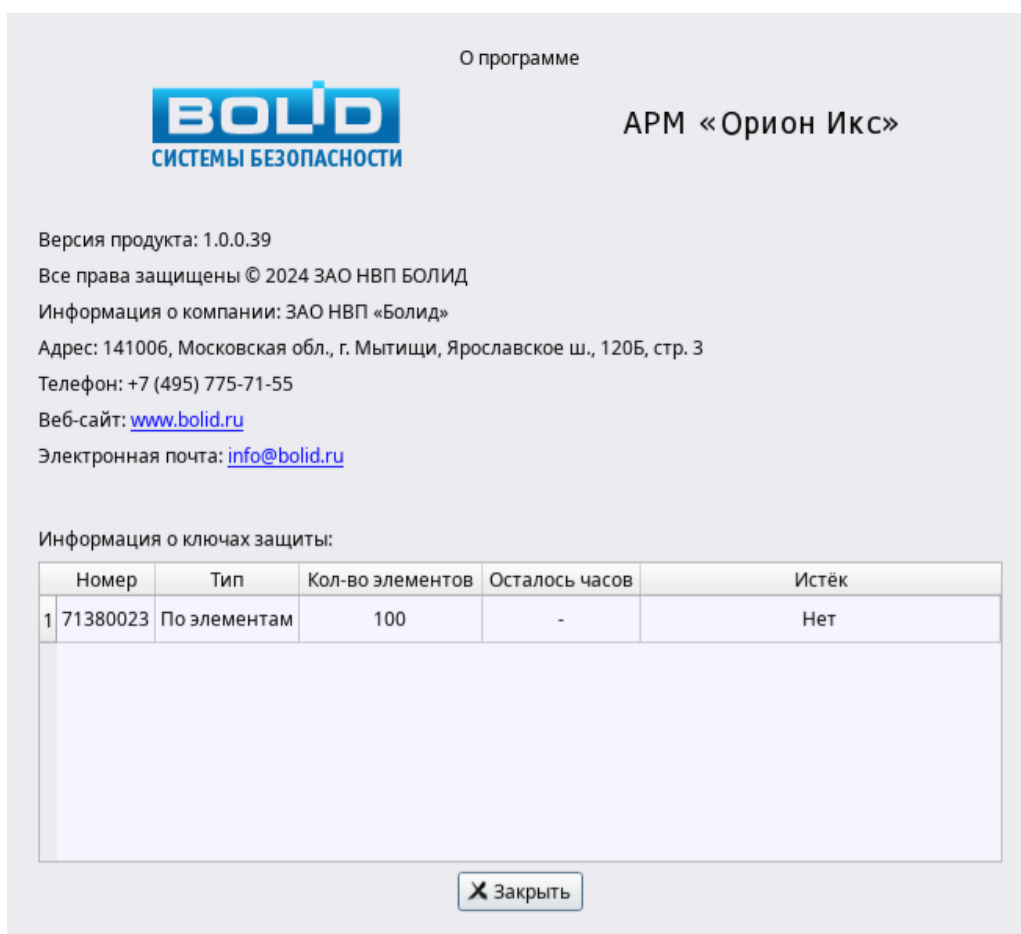 О программе
BOLID
СИСТЕМЫ БЕЗОПАСНОСТИ
АРМ «Орион Икс»
Версия продукта: 1.0.0.39
Все права защищены © 2024 ЗАО НВП БОЛИД
Информация о компании: ЗАО НВП «Болид»
Адрес: 141006, Московская обл., г. Мытищи, Ярославское ш., 120Б, стр. 3
Телефон: +7 (495) 775-71-55
Веб-сайт: www.bolid.ru
Электронная почта: info@bolid.ru
Информация о ключах защиты:
Номер Тип Кол-во элементов Осталось часов Истёк
1 71380023 По элементам 100 - Нет
Закрыть